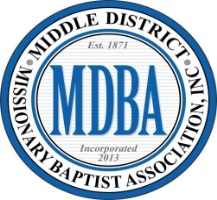 MIDDLE DISTRICT
MISSIONARY BAPTIST ASSOCIATION, INC
Est. 1871
MDBA
Incorporated
2013